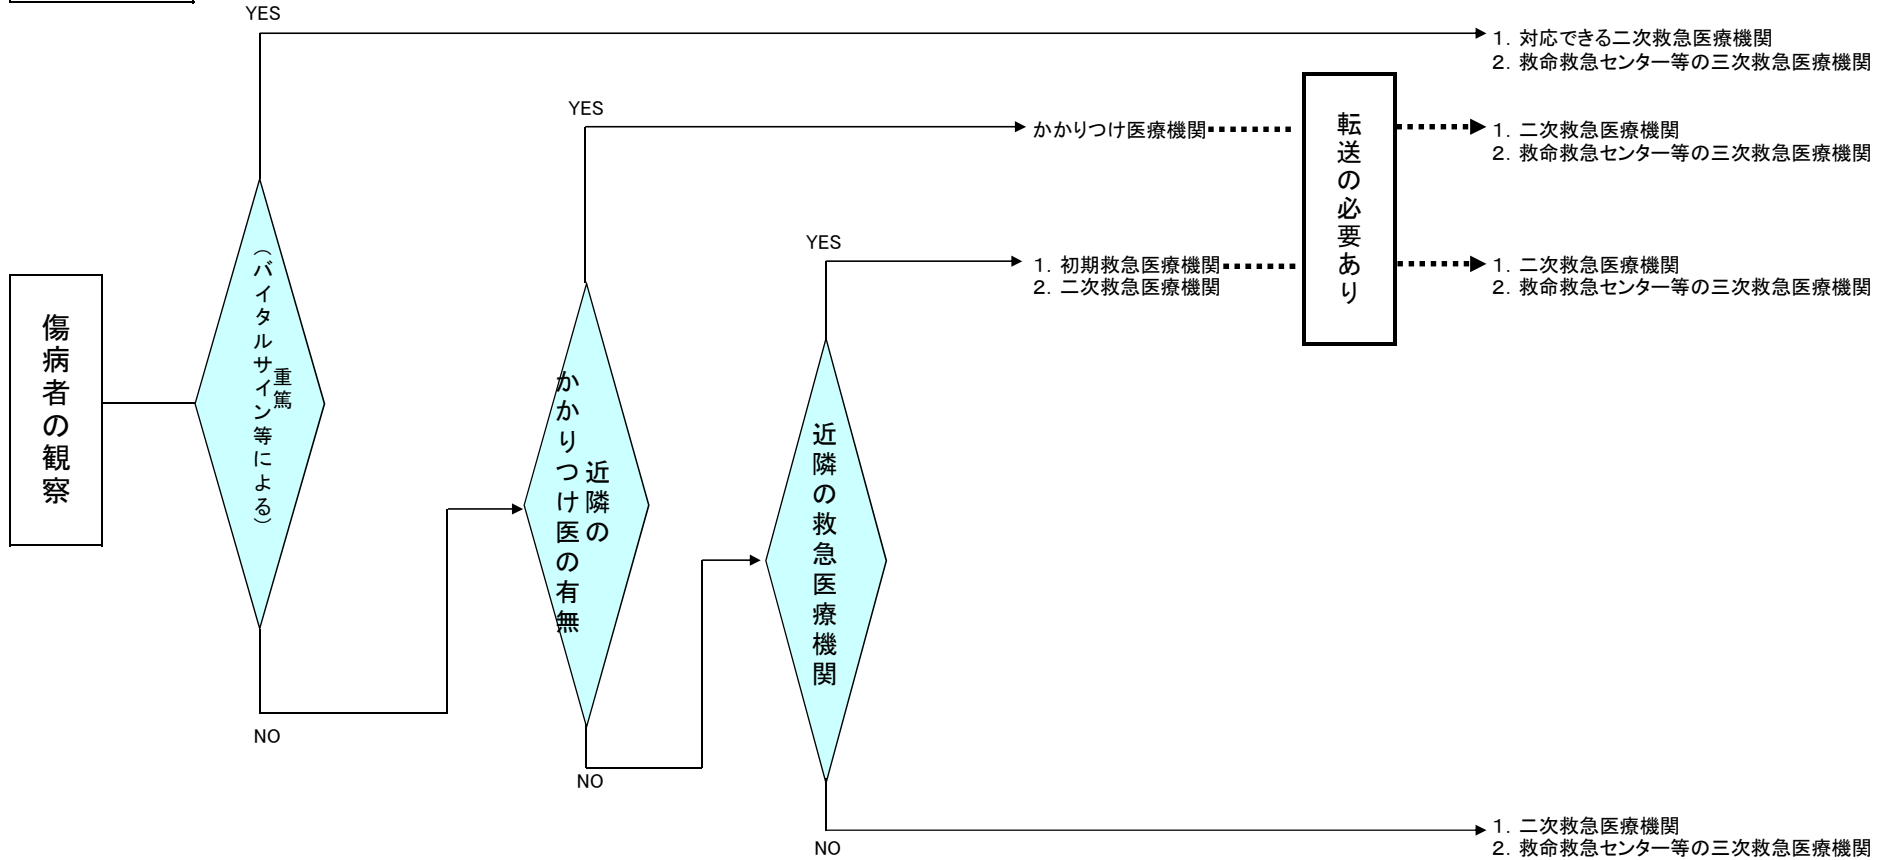 YES
1．対応できる二次救急医療機関
2．救命救急センター等の三次救急医療機関
YES
かかりつけ医療機関
転送の必要あり
1．二次救急医療機関
2．救命救急センター等の三次救急医療機関
YES
1．初期救急医療機関
2．二次救急医療機関
1．二次救急医療機関
2．救命救急センター等の三次救急医療機関
傷病者の観察
重篤
（バイタルサイン等による）
近隣の
かかりつけ医の有無
近隣の救急医療機関
NO
NO
NO
1．二次救急医療機関
2．救命救急センター等の三次救急医療機関